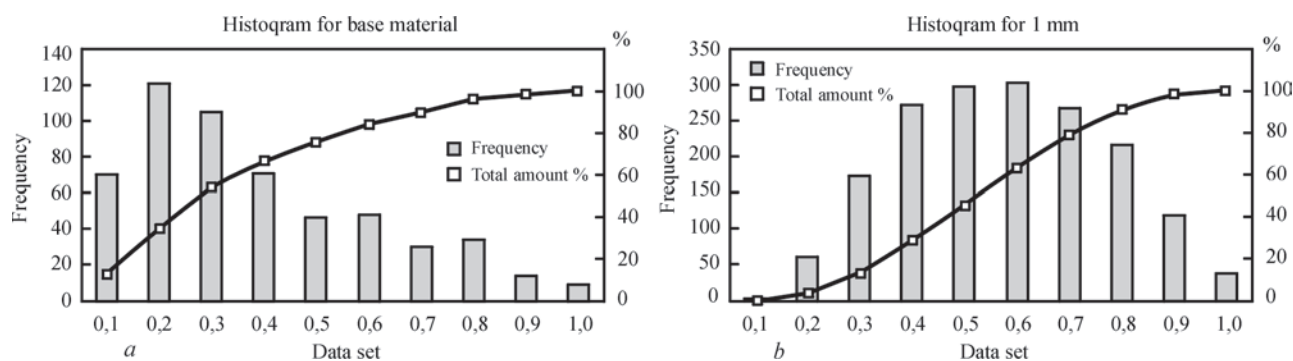 Histoqram for base material
%
140
120
100
80
60
40
20
0
Frequency
Frequency
Total amount %
100
80
60
40
20
0
0,1 0,2 0,3 0,4 0,5 0,6 0,7 0,8 0,9 1,0
a Data set
Histoqram for 1 mm
%
350
300
250
200
150
100
50
0
Frequency
Frequency
Total amount %
100
80
60
40
20
0
0,1 0,2 0,3 0,4 0,5 0,6 0,7 0,8 0,9 1,0
b Data set